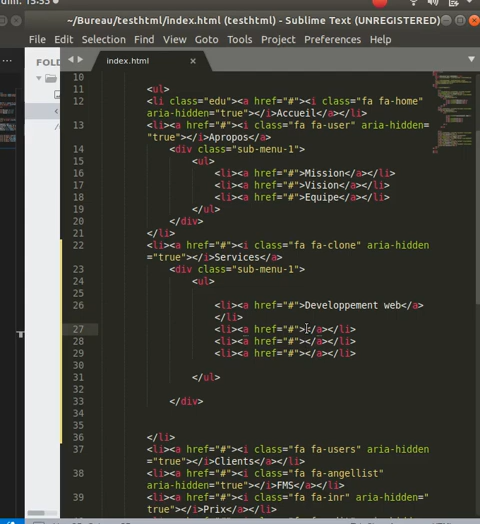 ~/Bureau/testhtml/index.html (testhtml) - Sublime Text (UNREGISTERED)
File Edit Selection Find View Goto Tools Project Preferences Help
index.html ×
10
11 <ul>
12 <li class="edu"><a href="#"><i class="fa fa-home"
aria-hidden="true"></i>Accueil</a></li>
13 <li><a href="#"><i class="fa fa-user" aria-hidden=
"true"></i>Apropos</a>
14 <div class="sub-menu-1">
15 <ul>
16 <li><a href="#">Mission</a></li>
17 <li><a href="#">Vision</a></li>
18 <li><a href="#">Equipe</a></li>
19 </ul>
20 </div>
21 </li>
22 <li><a href="#"><i class="fa fa-clone" aria-hidden
="true"></i>Services</a>
23 <div class="sub-menu-1">
24 <ul>
25
26 <li><a href="#">Developpement web</a>
</li>
27 <li><a href="#"></a></li>
28 <li><a href="#"></a></li>
29 <li><a href="#"></a></li>
30
31 </ul>
32
33 </div>
34
35
36 </li>
37 <li><a href="#"><i class="fa fa-users" aria-hidden=
"true"></i>Clients</a></li>
38 <li><a href="#"><i class="fa fa-angellist"
aria-hidden="true"></i>FMS</a></li>
39 <li><a href="#"><i class="fa fa-inr" aria-hidden=
"true"></i>Prix</a></li>